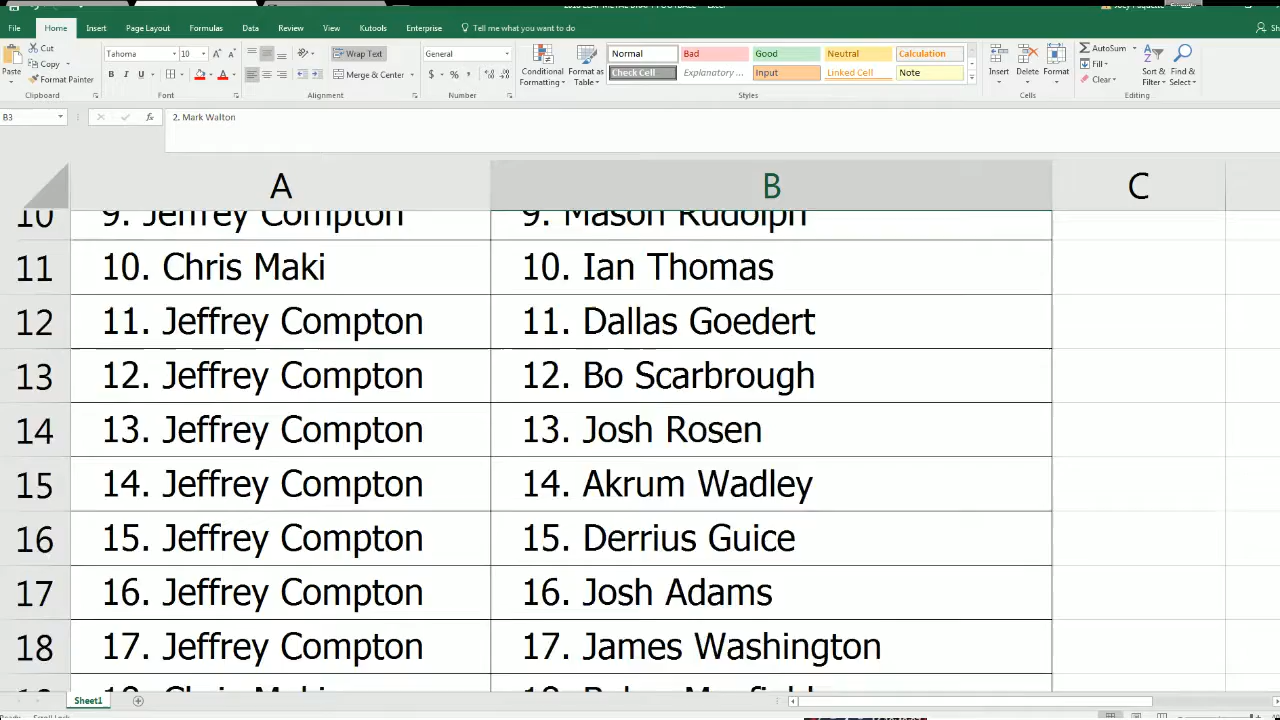 File Home Insert Page Layout Formulas Data Review View Kutools Enterprise Tell me what you want to do
Cut
Copy
Format Painter
Paste
Clipboard
Tahoma 10
B I U
Font
Wrap Text
Merge & Center
Alignment
General
$ % ,
Number
Conditional Formatting
Format as Table
Normal Bad Good Neutral Calculation
Check Cell Explanatory ... Input Linked Cell Note
Styles
Insert Delete Format
Cells
AutoSum
Fill
Clear
Sort & Filter
Find & Select
Editing
B3 fx 2. Mark Walton
A B C
10 9. Jeffrey Compton 9. Mason Rudolph
11 10. Chris Maki 10. Ian Thomas
12 11. Jeffrey Compton 11. Dallas Goedert
13 12. Jeffrey Compton 12. Bo Scarbrough
14 13. Jeffrey Compton 13. Josh Rosen
15 14. Jeffrey Compton 14. Akrum Wadley
16 15. Jeffrey Compton 15. Derrius Guice
17 16. Jeffrey Compton 16. Josh Adams
18 17. Jeffrey Compton 17. James Washington
Sheet1